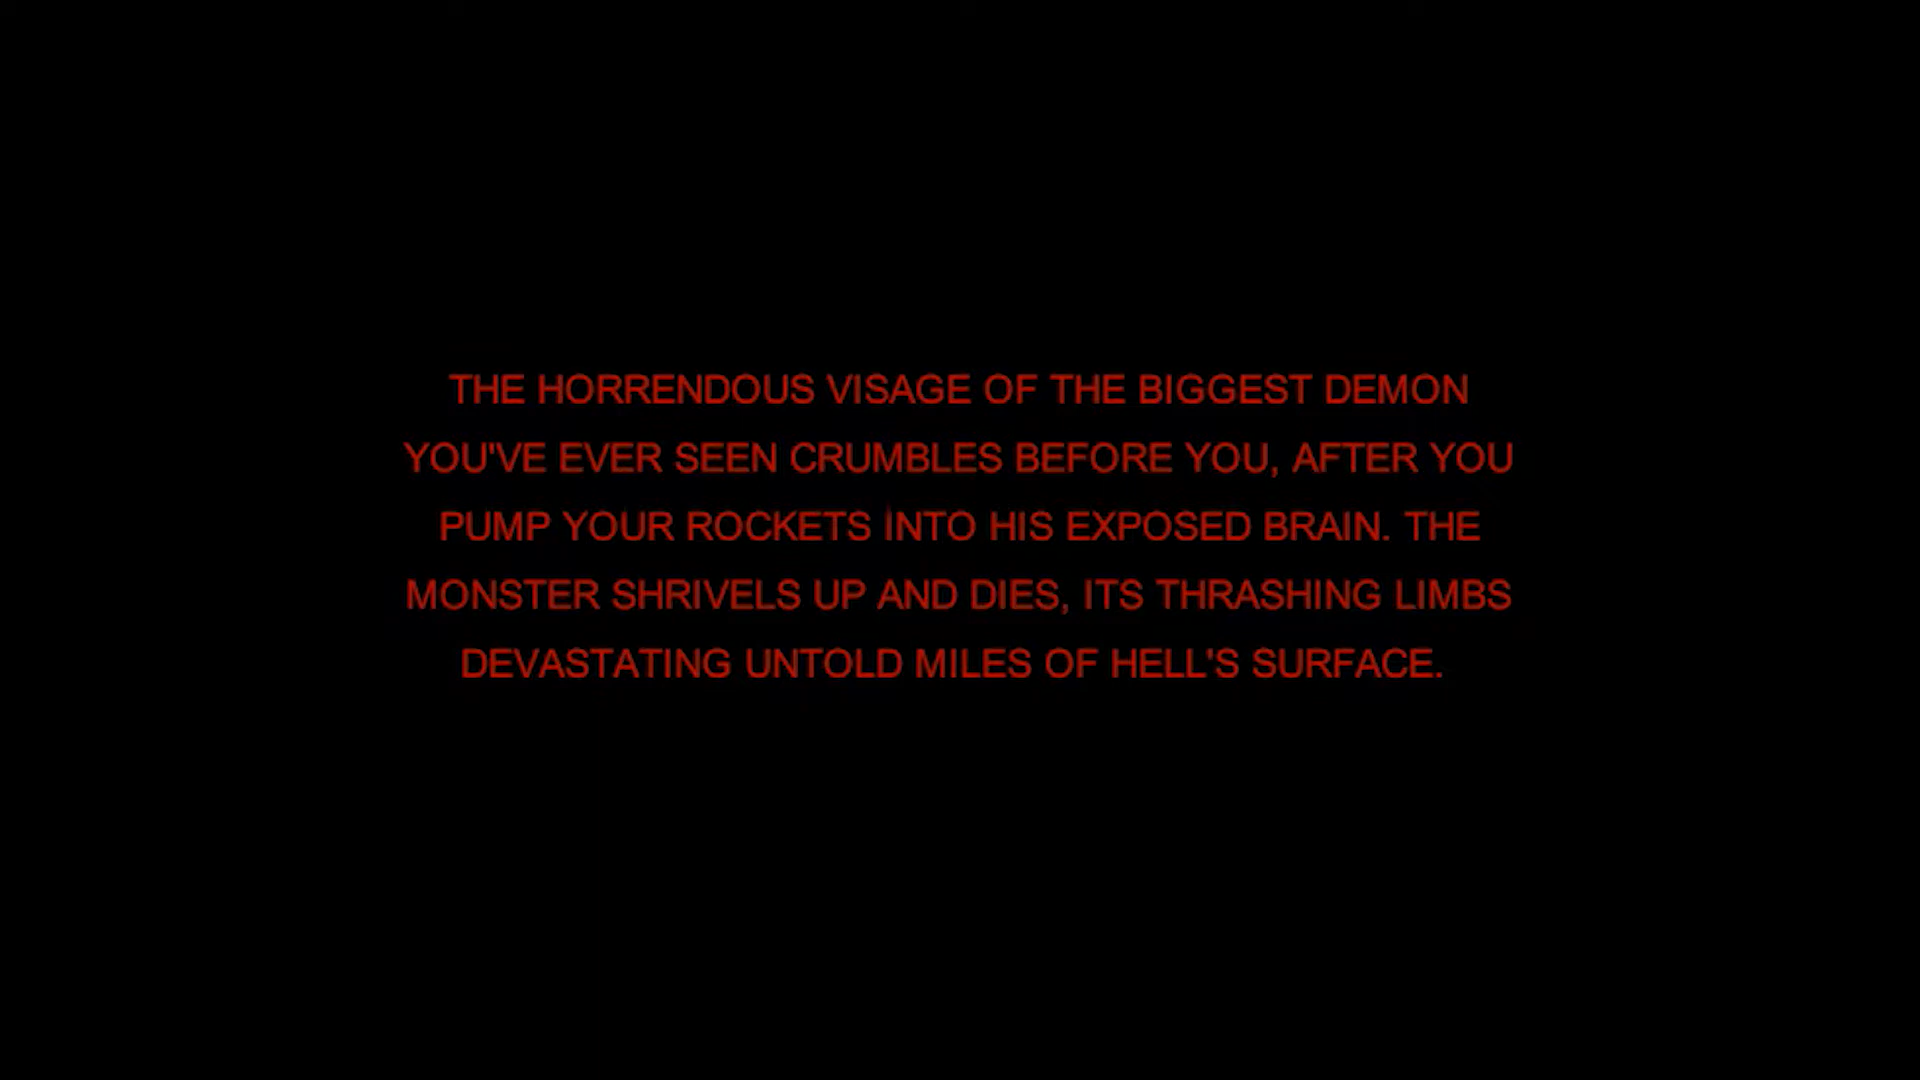 THE HORRENDOUS VISAGE OF THE BIGGEST DEMON
YOU'VE EVER SEEN CRUMBLES BEFORE YOU, AFTER YOU
PUMP YOUR ROCKETS INTO HIS EXPOSED BRAIN. THE
MONSTER SHRIVELS UP AND DIES, ITS THRASHING LIMBS
DEVASTATING UNTOLD MILES OF HELL'S SURFACE.